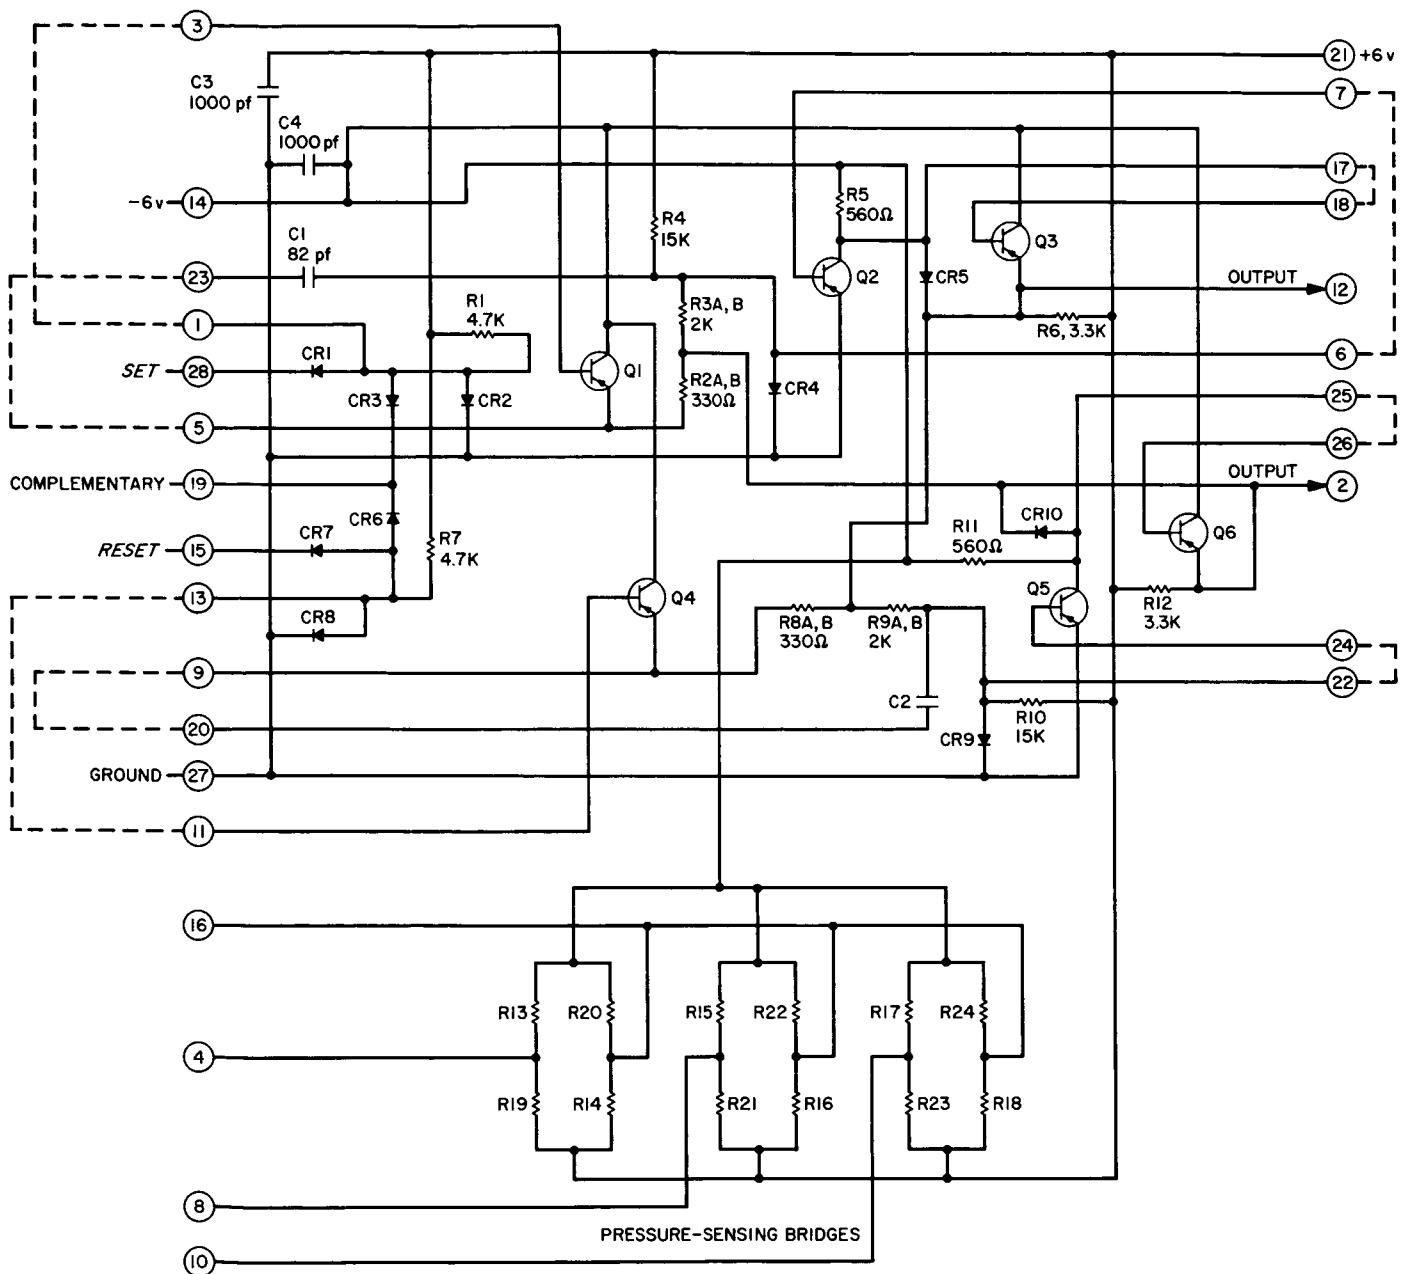 3
21 +6v
C3
1000 pf
7
C4
1000 pf
17
-6v 14
R5
560Ω
18
R4
15K
Q3
C1
82 pf
23
Q2
CR5
OUTPUT
12
R3A, B
2K
1
R1
4.7K
R6, 3.3K
6
SET 28
CR1
Q1
CR3
CR2
R2A, B
330Ω
CR4
25
5
26
COMPLEMENTARY 19
OUTPUT
2
CR6
CR10
RESET 15
CR7
R7
4.7K
R11
560Ω
Q6
13
Q4
Q5
R12
3.3K
CR8
R8A, B
330Ω
R9A, B
2K
24
9
22
C2
R10
15K
20
CR9
GROUND 27
11
16
R13
R20
R15
R22
R17
R24
4
R19
R14
R21
R16
R23
R18
8
PRESSURE-SENSING BRIDGES
10